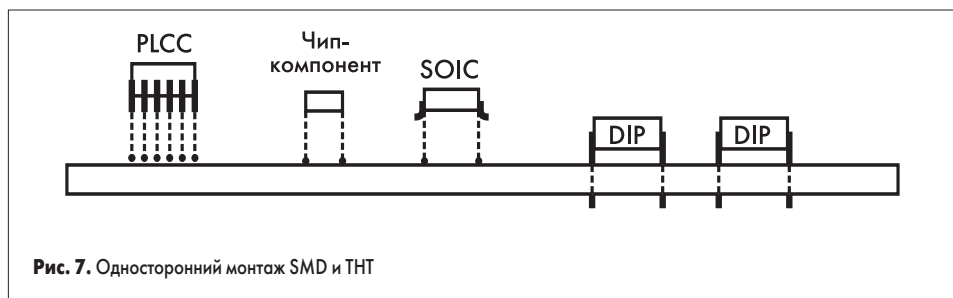 PLCC
Чип-
компонент
SOIC
DIP
DIP
Рис. 7. Односторонний монтаж SMD и THT